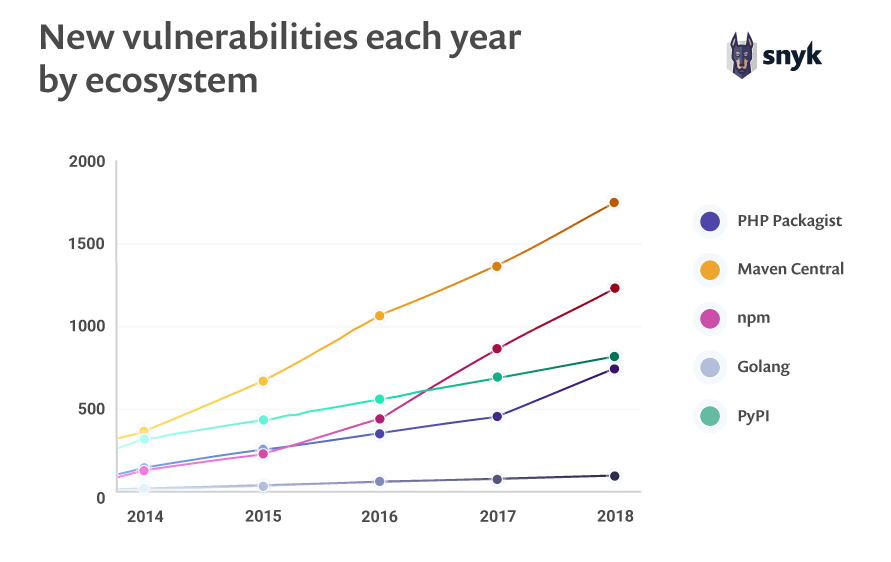 New vulnerabilities each year
by ecosystem
snyk
2000
1500
1000
500
0
2014 2015 2016 2017 2018
PHP Packagist
Maven Central
npm
Golang
PyPI